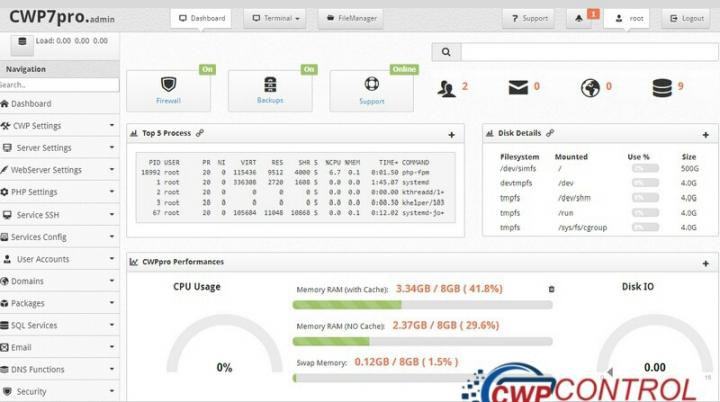 CWP7pro.admin
Dashboard
Terminal
FileManager
? Support
1
root
Logout
Load: 0.00 0.00 0.00
Navigation
Search..
Dashboard
CWP Settings
Server Settings
WebServer Settings
PHP Settings
Service SSH
Services Config
User Accounts
Domains
Packages
SQL Services
Email
DNS Functions
Security
On
Firewall
On
Backups
Online
Support
2
0
0
9
Top 5 Process
PID USER PR NI VIRT RES SHR S %CPU %MEM TIME+ COMMAND
18992 root 20 0 115436 9512 4000 S 6.7 0.1 0:01.50 php-fpm
1 root 20 0 336308 2720 1608 S 0.0 0.0 1:45.07 systemd
2 root 20 0 0 0 0 S 0.0 0.0 0:00.00 kthreadd/1+
3 root 20 0 0 0 0 S 0.0 0.0 0:00.30 khelper/103
67 root 20 0 105684 11048 10868 S 0.0 0.1 0:12.02 systemd-jo+
Disk Details
Filesystem Mounted Use % Size
/dev/simfs / 500G
devtmpfs /dev 4.0G
tmpfs /dev/shm 4.0G
tmpfs /run 4.0G
tmpfs /sys/fs/cgroup 4.0G
CWPpro Performances
CPU Usage
0%
Memory RAM (with Cache): 3.34GB / 8GB ( 41.8%)
Memory RAM (NO Cache): 2.37GB / 8GB ( 29.6%)
Swap Memory: 0.12GB / 8GB ( 1.5% )
Disk IO
0.00
CWPCONTROL